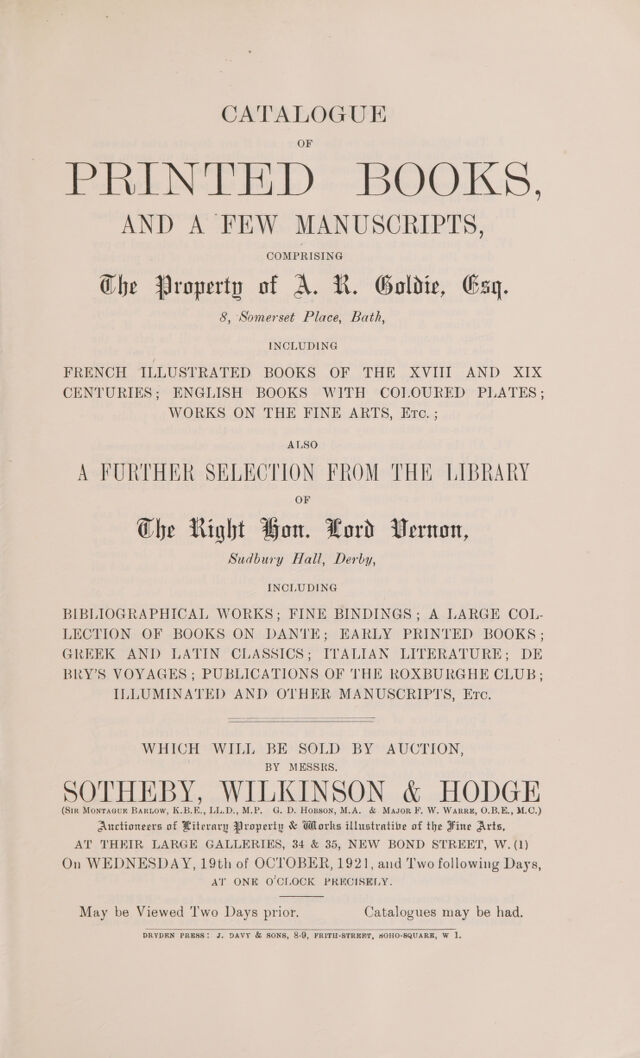 CATALOGUE
OF
PRINTED BOOKS,
AND A FEW MANUSCRIPTS,
COMPRISING
The Property of A. R. Goldie, Esq.
8, Somerset Place, Bath,
INCLUDING
FRENCH ILLUSTRATED BOOKS OF THE XVIII AND XIX
CENTURIES; ENGLISH BOOKS WITH COLOURED PLATES;
WORKS ON THE FINE ARTS, Etc.;
ALSO
A FURTHER SELECTION FROM THE LIBRARY
OF
The Right Hon. Lord Vernon,
Sudbury Hall, Derby,
INCLUDING
BIBLIOGRAPHICAL WORKS; FINE BINDINGS; A LARGE COL-
LECTION OF BOOKS ON DANTE; EARLY PRINTED BOOKS;
GREEK AND LATIN CLASSICS; ITALIAN LITERATURE; DE
BRY'S VOYAGES; PUBLICATIONS OF THE ROXBURGHE CLUB;
ILLUMINATED AND OTHER MANUSCRIPTS, Etc.
WHICH WILL BE SOLD BY AUCTION,
BY MESSRS.
SOTHEBY, WILKINSON & HODGE
(Sir Montague Barlow, K.B.E., LL.D., M.P. G. D. Hobson, M.A. & Major F. W. Warre, O.B.E., M.C.)
Auctioneers of Literary Property & Works illustrative of the Fine Arts,
AT THEIR LARGE GALLERIES, 34 & 35, NEW BOND STREET, W.(1)
On WEDNESDAY, 19th of OCTOBER, 1921, and Two following Days,
AT ONE O'CLOCK PRECISELY.
May be Viewed Two Days prior. Catalogues may be had.
DRYDEN PRESS: J. DAVY & SONS, 8-9, FRITH-STREET, SOHO-SQUARE, W 1.